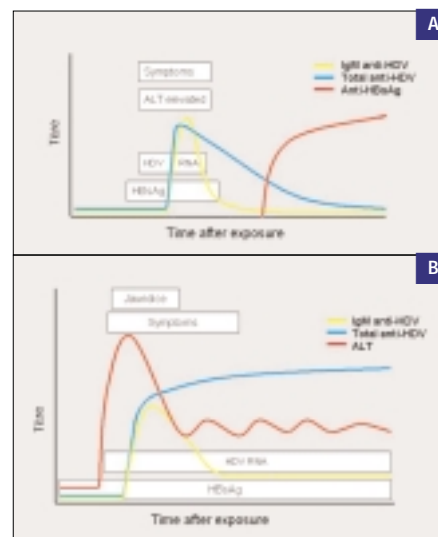 A
IgM anti-HDV
Total anti-HDV
Anti-HBsAg
Symptoms
ALT elevated
HDV RNA
HBsAg
Titre
Time after exposure
B
Jaundice
Symptoms
IgM anti-HDV
Total anti-HDV
ALT
HDV RNA
HBsAg
Titre
Time after exposure